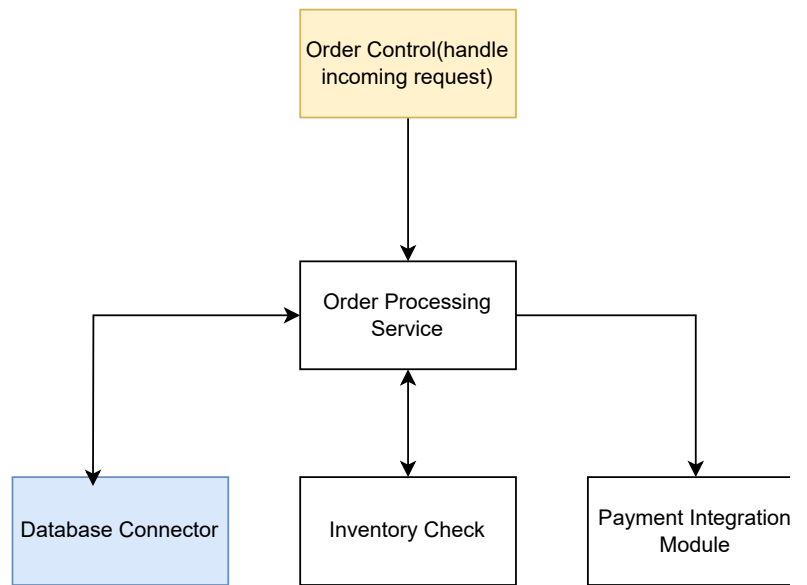 Order Control(handle
incoming request)
Order Processing
Service
Database Connector
Inventory Check
Payment Integration
Module